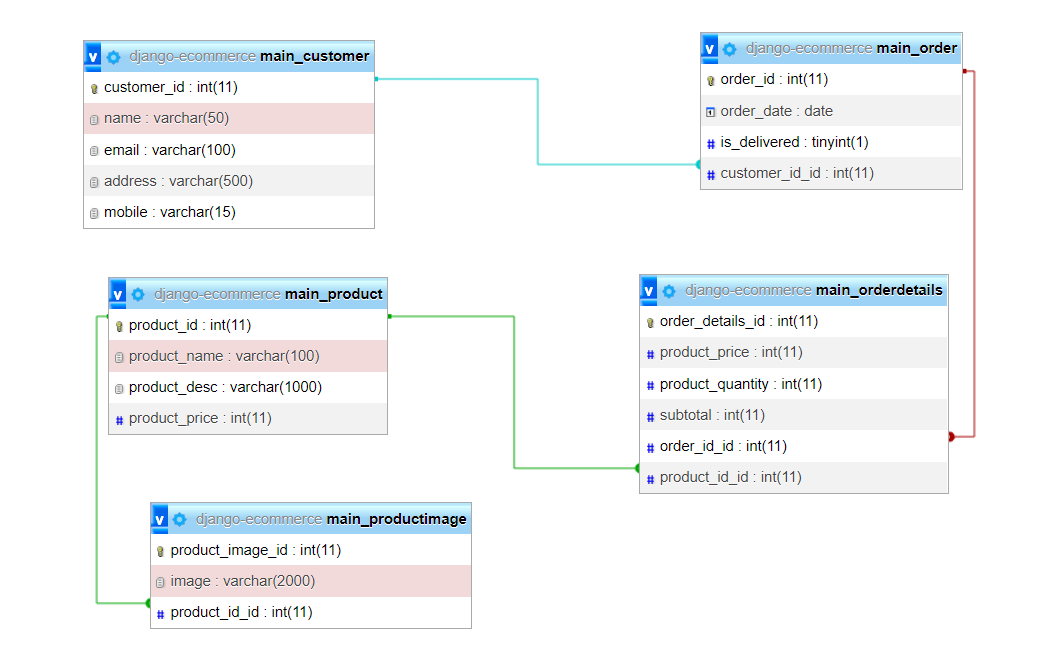 v django-ecommerce main_customer
customer_id : int(11)
name : varchar(50)
email : varchar(100)
address : varchar(500)
mobile : varchar(15)
v django-ecommerce main_order
order_id : int(11)
order_date : date
# is_delivered : tinyint(1)
# customer_id_id : int(11)
v django-ecommerce main_product
product_id : int(11)
product_name : varchar(100)
product_desc : varchar(1000)
# product_price : int(11)
v django-ecommerce main_orderdetails
order_details_id : int(11)
# product_price : int(11)
# product_quantity : int(11)
# subtotal : int(11)
# order_id_id : int(11)
# product_id_id : int(11)
v django-ecommerce main_productimage
product_image_id : int(11)
image : varchar(2000)
# product_id_id : int(11)